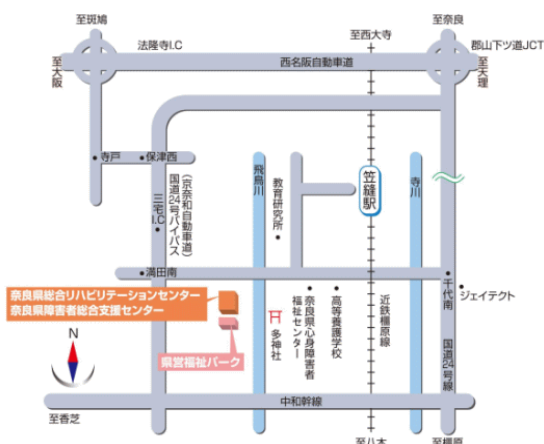 至斑鳩
法隆寺I.C
至西大寺
至奈良
郡山下ツ道JCT
至大阪
西名阪自動車道
至天理
寺戸
保津西
三宅I.C
国道24号バイパス
(京奈和自動車道)
飛鳥川
教育研究所
笠縫駅
寺川
満田南
千代南
ジェイテクト
奈良県総合リハビリテーションセンター
奈良県障害者総合支援センター
県営福祉パーク
多神社
奈良県心身障害者
福祉センター
高等養護学校
近鉄橿原線
国道24号線
N
中和幹線
至香芝
至八木
至橿原